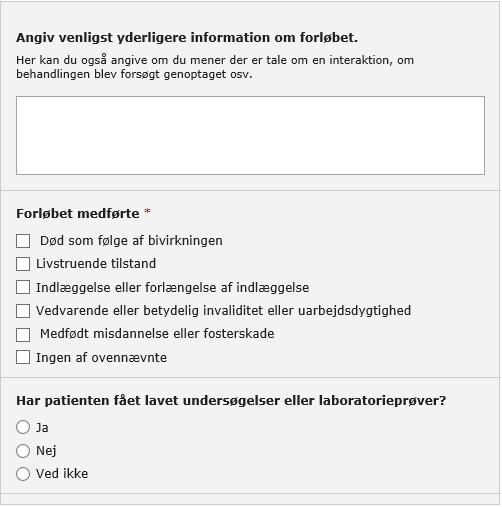 Angiv venligst yderligere information om forløbet.
Her kan du også angive om du mener der er tale om en interaktion, om
behandlingen blev forsøgt genoptaget osv.
Forløbet medførte *
Død som følge af bivirkningen
Livstruende tilstand
Indlæggelse eller forlængelse af indlæggelse
Vedvarende eller betydelig invaliditet eller uarbejdsdygtighed
Medfødt misdannelse eller fosterskade
Ingen af ovennævnte
Har patienten fået lavet undersøgelser eller laboratorieprøver?
Ja
Nej
Ved ikke